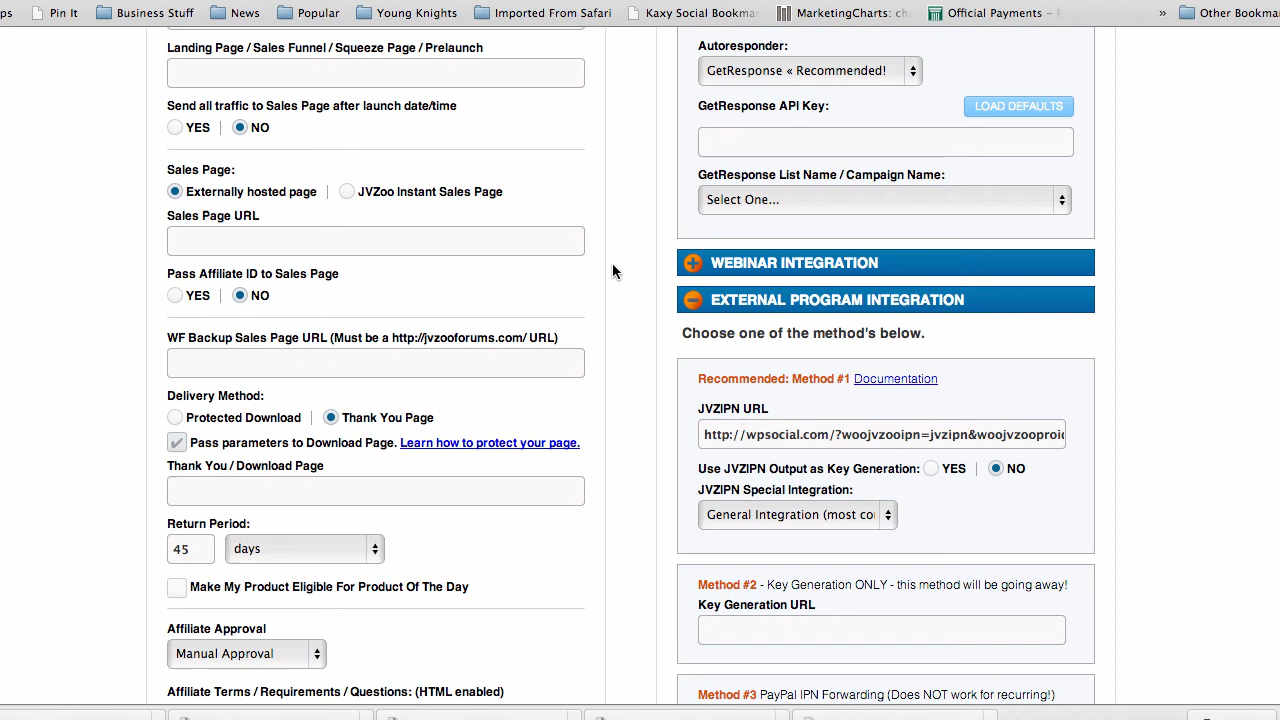 ps Pin It Business Stuff News Popular Young Knights Imported From Safari Kaxy Social Bookma MarketingCharts: ch Official Payments – » Other Bookma
Landing Page / Sales Funnel / Squeeze Page / Prelaunch
Send all traffic to Sales Page after launch date/time
YES | NO
Sales Page:
Externally hosted page | JVZoo Instant Sales Page
Sales Page URL
Pass Affiliate ID to Sales Page
YES | NO
WF Backup Sales Page URL (Must be a http://jvzooforums.com/ URL)
Delivery Method:
Protected Download | Thank You Page
Pass parameters to Download Page. Learn how to protect your page.
Thank You / Download Page
Return Period:
45 days
Make My Product Eligible For Product Of The Day
Affiliate Approval
Manual Approval
Affiliate Terms / Requirements / Questions: (HTML enabled)
Autoresponder:
GetResponse « Recommended!
GetResponse API Key: LOAD DEFAULTS
GetResponse List Name / Campaign Name:
Select One...
WEBINAR INTEGRATION
EXTERNAL PROGRAM INTEGRATION
Choose one of the method's below.
Recommended: Method #1 Documentation
JVZIPN URL
http://wpsocial.com/?woojvzooipn=jvzipn&woojvzooproid
Use JVZIPN Output as Key Generation: YES | NO
JVZIPN Special Integration:
General Integration (most co
Method #2 - Key Generation ONLY - this method will be going away!
Key Generation URL
Method #3 PayPal IPN Forwarding (Does NOT work for recurring!)